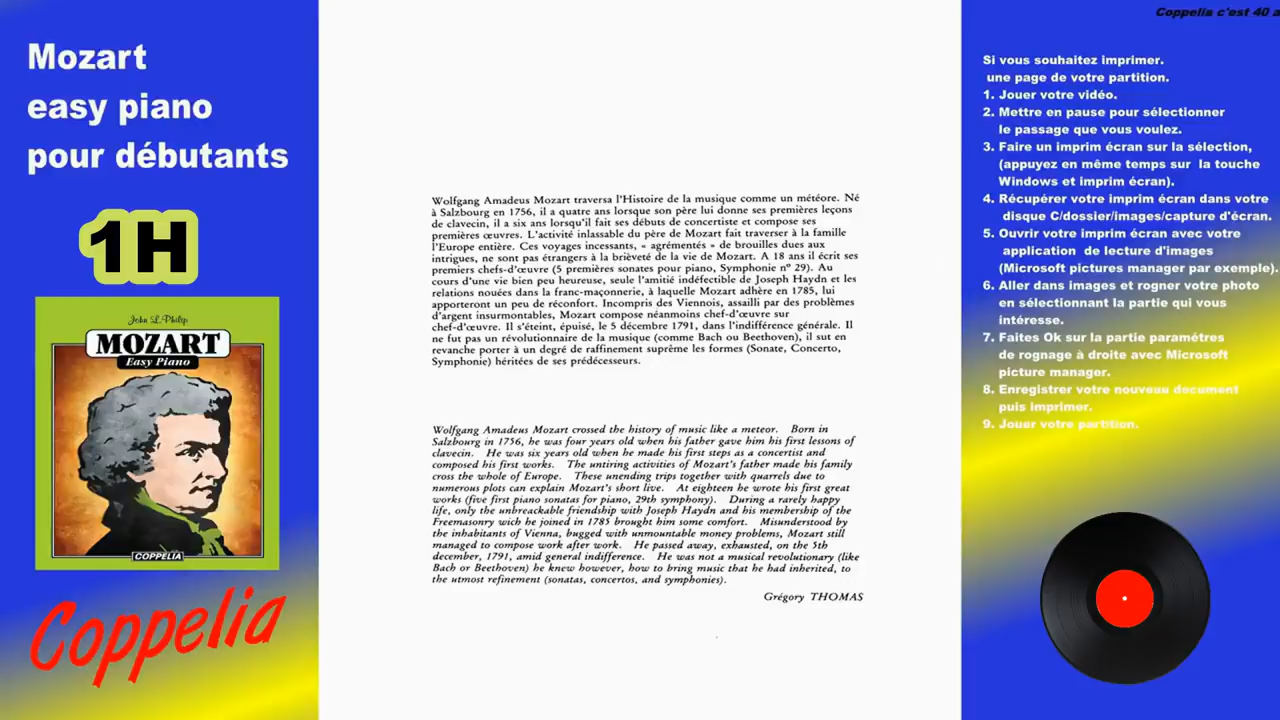 Coppelia c'est 40 a
Mozart
easy piano
pour débutants
1H
John L.Philip
MOZART
Easy Piano
COPPELIA
Coppelia
Wolfgang Amadeus Mozart traversa l'Histoire de la musique comme un météore. Né
à Salzbourg en 1756, il a quatre ans lorsque son père lui donne ses premières leçons
de clavecin, il a six ans lorsqu'il fait ses débuts de concertiste et compose ses
premières œuvres. L'activité inlassable du père de Mozart fait traverser à la famille
l'Europe entière. Ces voyages incessants, « agrémentés » de brouilles dues aux
intrigues, ne sont pas étrangers à la brièveté de la vie de Mozart. A 18 ans il écrit ses
premiers chefs-d'œuvre (5 premières sonates pour piano, Symphonie nº 29). Au
cours d'une vie bien peu heureuse, seule l'amitié indéfectible de Joseph Haydn et les
relations nouées dans la franc-maçonnerie, à laquelle Mozart adhère en 1785, lui
apporteront un peu de réconfort. Incompris des Viennois, assailli par des problèmes
d'argent insurmontables, Mozart compose néanmoins chef-d'œuvre sur
chef-d'œuvre. Il s'éteint, épuisé, le 5 décembre 1791, dans l'indifférence générale. Il
ne fut pas un révolutionnaire de la musique (comme Bach ou Beethoven), il sut en
revanche porter à un degré de raffinement suprême les formes (Sonate, Concerto,
Symphonie) héritées de ses prédécesseurs.
Wolfgang Amadeus Mozart crossed the history of music like a meteor. Born in
Salzbourg in 1756, he was four years old when his father gave him his first lessons of
clavecin. He was six years old when he made his first steps as a concertist and
composed his first works. The untiring activities of Mozart's father made his family
cross the whole of Europe. These unending trips together with quarrels due to
numerous plots can explain Mozart's short live. At eighteen he wrote his first great
works (five first piano sonatas for piano, 29th symphony). During a rarely happy
life, only the unbreackable friendship with Joseph Haydn and his membership of the
Freemasonry wich he joined in 1785 brought him some comfort. Misunderstood by
the inhabitants of Vienna, bugged with unmountable money problems, Mozart still
managed to compose work after work. He passed away, exhausted, on the 5th
december, 1791, amid general indifference. He was not a musical revolutionary (like
Bach or Beethoven) he knew however, how to bring music that he had inherited, to
the utmost refinement (sonatas, concertos, and symphonies).
Grégory THOMAS
Si vous souhaitez imprimer.
une page de votre partition.
1. Jouer votre vidéo.
2. Mettre en pause pour sélectionner
le passage que vous voulez.
3. Faire un imprim écran sur la sélection,
(appuyez en même temps sur la touche
Windows et imprim écran).
4. Récupérer votre imprim écran dans votre
disque C/dossier/images/capture d'écran.
5. Ouvrir votre imprim écran avec votre
application de lecture d'images
(Microsoft pictures manager par exemple).
6. Aller dans images et rogner votre photo
en sélectionnant la partie qui vous
intéresse.
7. Faites Ok sur la partie paramétres
de rognage à droite avec Microsoft
picture manager.
8. Enregistrer votre nouveau document
puis imprimer.
9. Jouer votre partition.